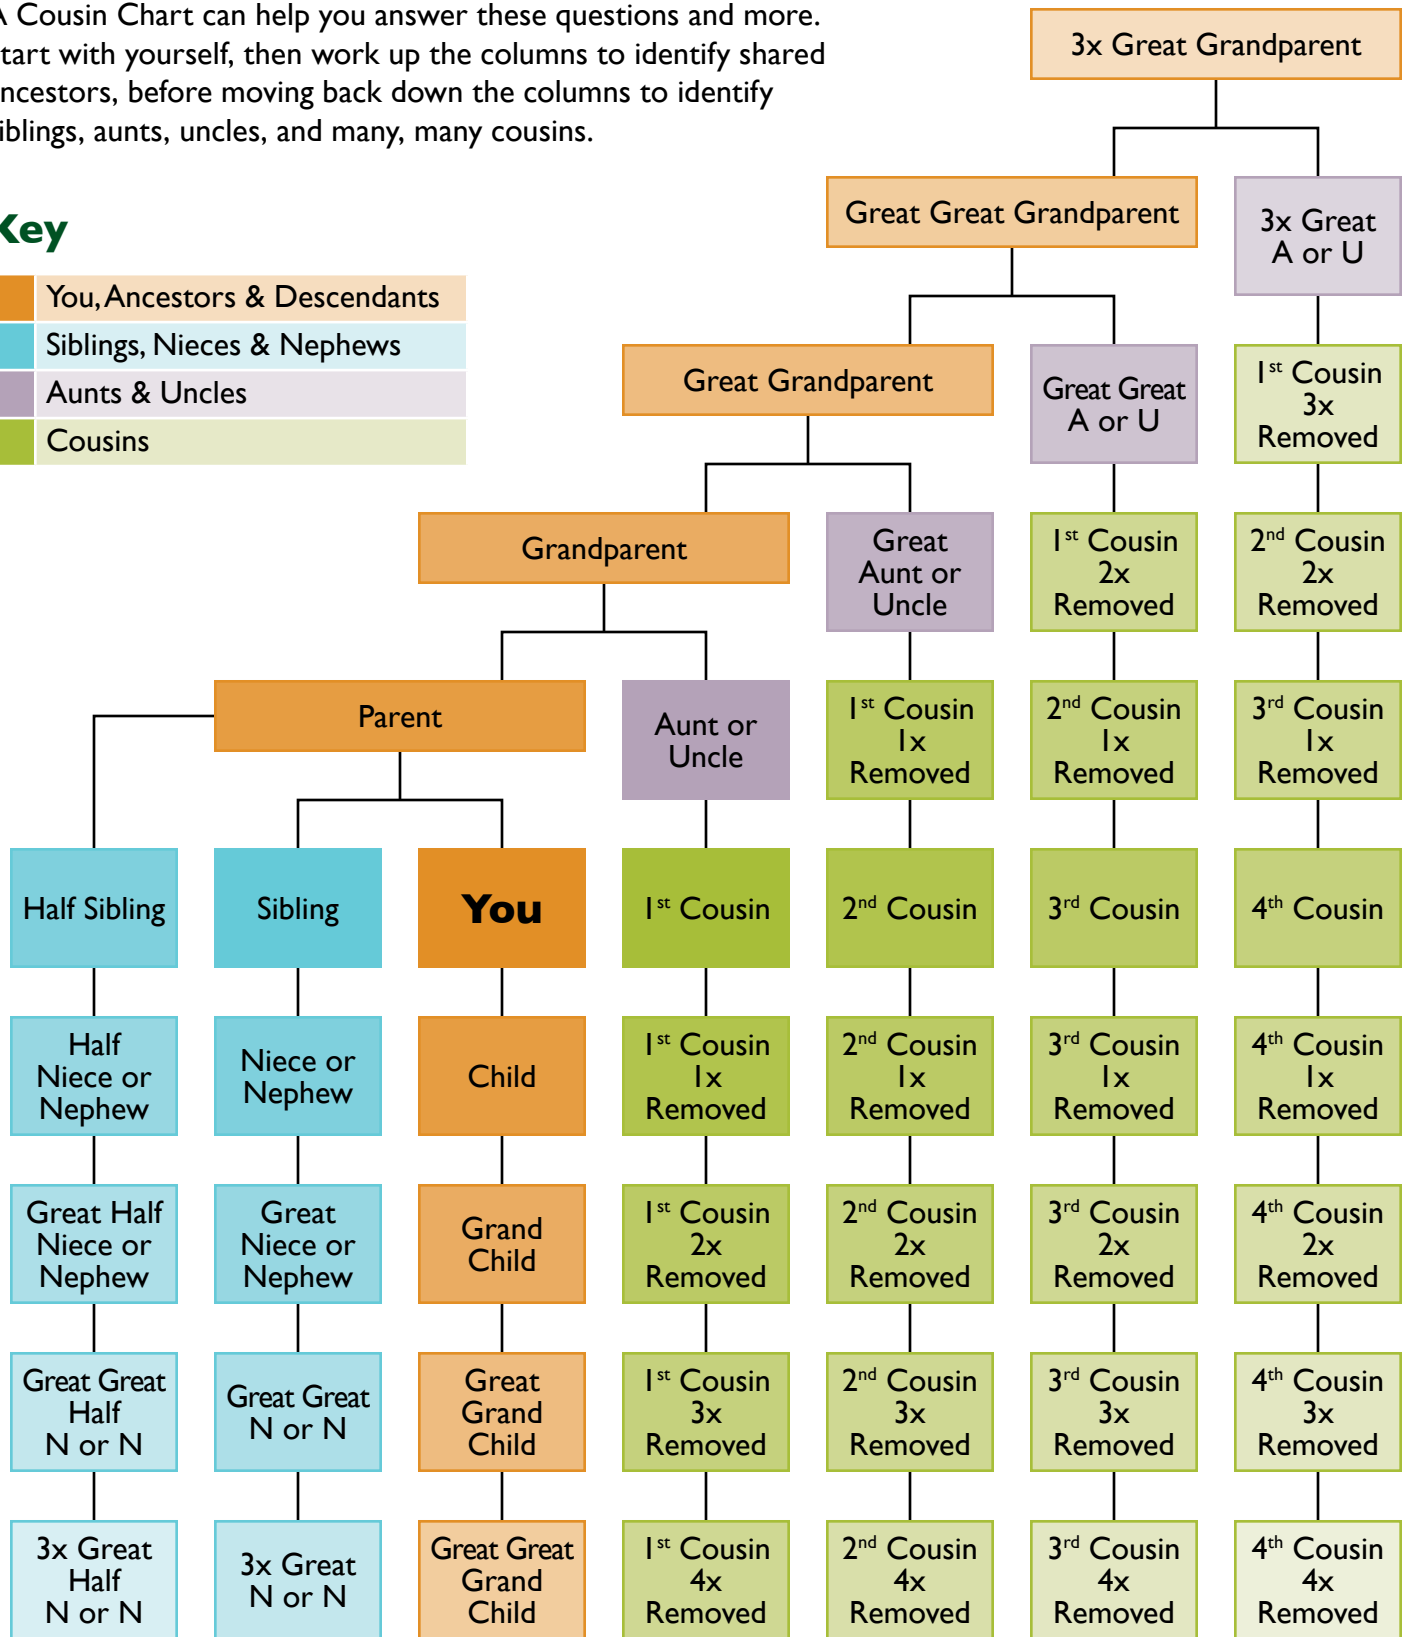 A Cousin Chart can help you answer these questions and more.
tart with yourself, then work up the columns to identify shared
ncestors, before moving back down the columns to identify
iblings, aunts, uncles, and many, many cousins.
Key
You, Ancestors & Descendants
Siblings, Nieces & Nephews
Aunts & Uncles
Cousins
3x Great Grandparent
Great Great Grandparent
3x Great
A or U
Great Grandparent
Great Great
A or U
1st Cousin
3x
Removed
Grandparent
Great
Aunt or
Uncle
1st Cousin
2x
Removed
2nd Cousin
2x
Removed
Parent
Aunt or
Uncle
1st Cousin
1x
Removed
2nd Cousin
1x
Removed
3rd Cousin
1x
Removed
Half Sibling
Sibling
You
1st Cousin
2nd Cousin
3rd Cousin
4th Cousin
Half
Niece or
Nephew
Niece or
Nephew
Child
1st Cousin
1x
Removed
2nd Cousin
1x
Removed
3rd Cousin
1x
Removed
4th Cousin
1x
Removed
Great Half
Niece or
Nephew
Great
Niece or
Nephew
Grand
Child
1st Cousin
2x
Removed
2nd Cousin
2x
Removed
3rd Cousin
2x
Removed
4th Cousin
2x
Removed
Great Great
Half
N or N
Great Great
N or N
Great
Grand
Child
1st Cousin
3x
Removed
2nd Cousin
3x
Removed
3rd Cousin
3x
Removed
4th Cousin
3x
Removed
3x Great
Half
N or N
3x Great
N or N
Great Great
Grand
Child
1st Cousin
4x
Removed
2nd Cousin
4x
Removed
3rd Cousin
4x
Removed
4th Cousin
4x
Removed